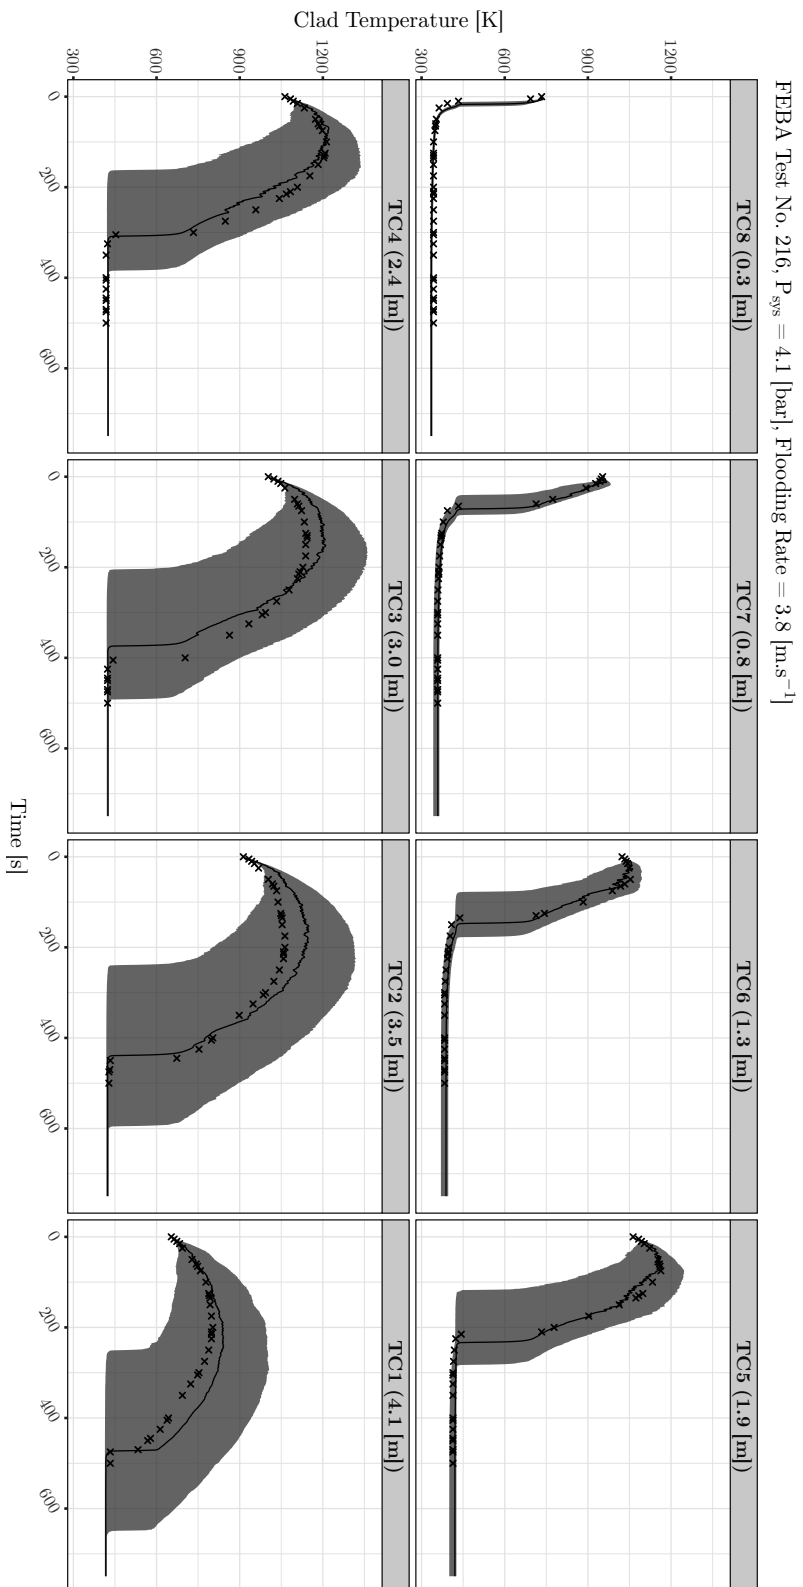 FEBA Test No. 216, P_sys = 4.1 [bar], Flooding Rate = 3.8 [m.s⁻¹]
TC8 (0.3 [m])
TC7 (0.8 [m])
TC6 (1.3 [m])
TC5 (1.9 [m])
1200
900
600
300
TC4 (2.4 [m])
TC3 (3.0 [m])
TC2 (3.5 [m])
TC1 (4.1 [m])
1200
900
600
300
0 200 400 600
0 200 400 600
0 200 400 600
0 200 400 600
Time [s]
Clad Temperature [K]